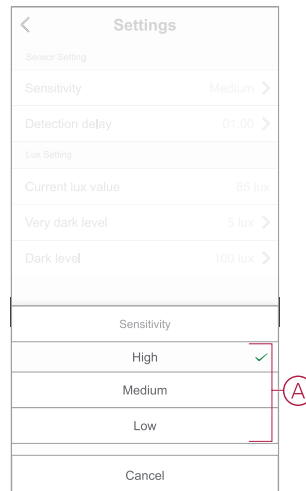 Settings
Sensor Setting
Sensitivity Medium
Detection delay 01:00
Lux Setting
Current lux value 85 lux
Very dark level 5 lux
Dark level 100 lux
Sensitivity
High
Medium
Low
A
Cancel